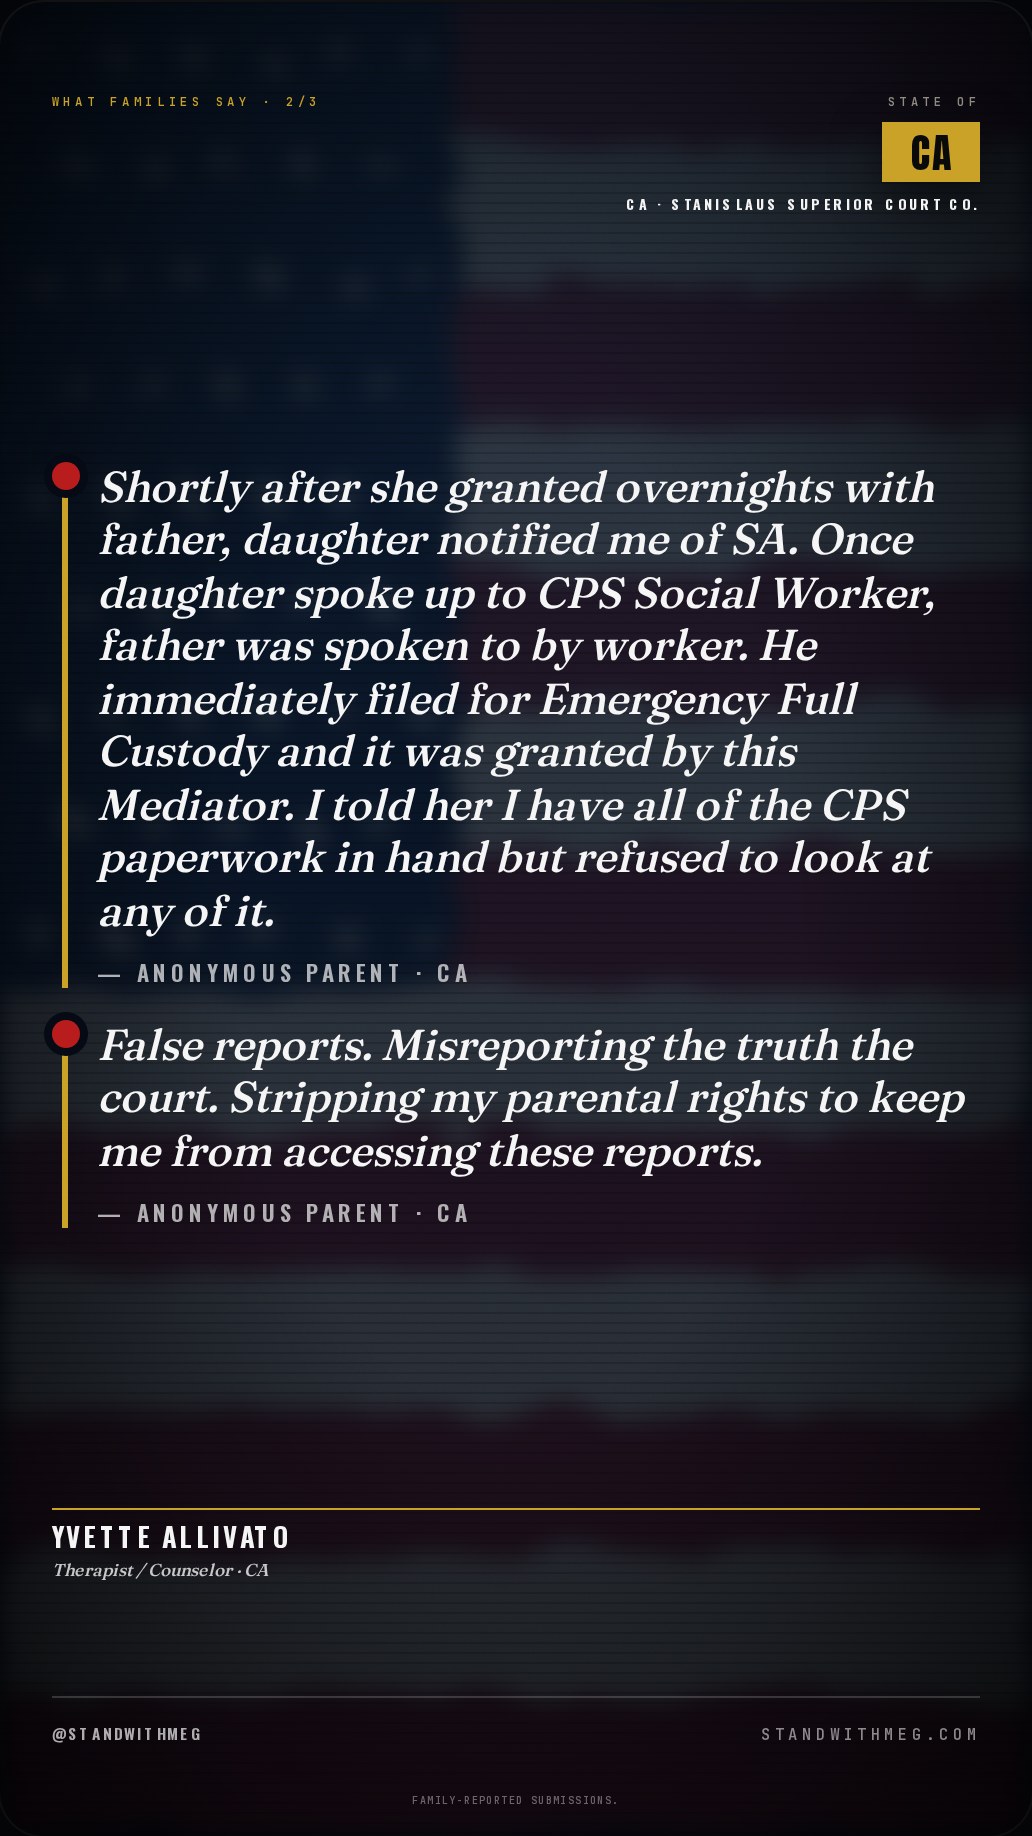 WHAT FAMILIES SAY · 2/3
STATE OF
CA
CA · STANISLAUS SUPERIOR COURT CO.
Shortly after she granted overnights with
father, daughter notified me of SA. Once
daughter spoke up to CPS Social Worker,
father was spoken to by worker. He
immediately filed for Emergency Full
Custody and it was granted by this
Mediator. I told her I have all of the CPS
paperwork in hand but refused to look at
any of it.
— ANONYMOUS PARENT · CA
False reports. Misreporting the truth the
court. Stripping my parental rights to keep
me from accessing these reports.
— ANONYMOUS PARENT · CA
YVETTE ALLIVATO
Therapist / Counselor · CA
@STANDWITHMEG
STANDWITHMEG.COM
FAMILY-REPORTED SUBMISSIONS.